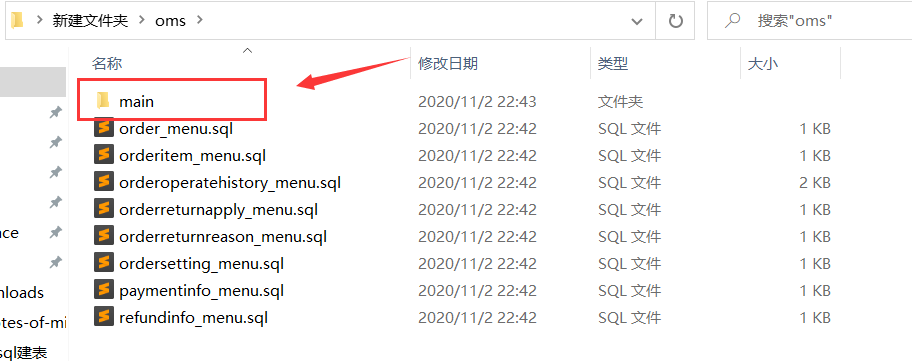 新建文件夹 oms 搜索"oms"
名称 修改日期 类型 大小
main 2020/11/2 22:43 文件夹
order_menu.sql 2020/11/2 22:42 SQL 文件 1 KB
orderitem_menu.sql 2020/11/2 22:42 SQL 文件 1 KB
orderoperatehistory_menu.sql 2020/11/2 22:42 SQL 文件 2 KB
orderreturnapply_menu.sql 2020/11/2 22:42 SQL 文件 1 KB
nce orderreturnreason_menu.sql 2020/11/2 22:42 SQL 文件 1 KB
ordersetting_menu.sql 2020/11/2 22:42 SQL 文件 1 KB
nloads paymentinfo_menu.sql 2020/11/2 22:42 SQL 文件 1 KB
tes-of-mi refundinfo_menu.sql 2020/11/2 22:42 SQL 文件 1 KB
sql建表